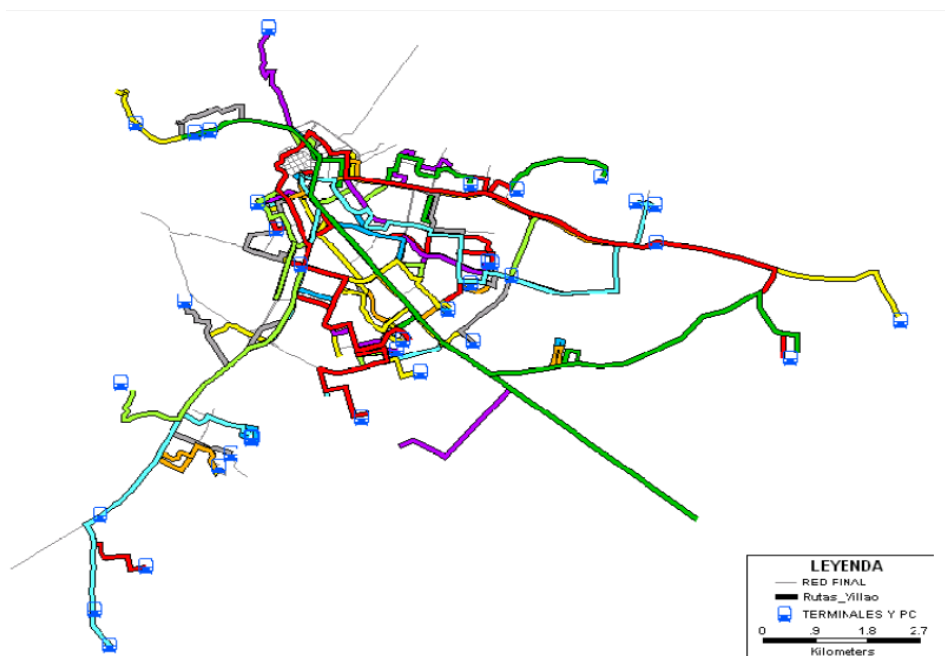 LEYENDA
RED FINAL
Rutas_Villao
TERMINALES Y PC
0 .9 1.8 2.7
Kilometers